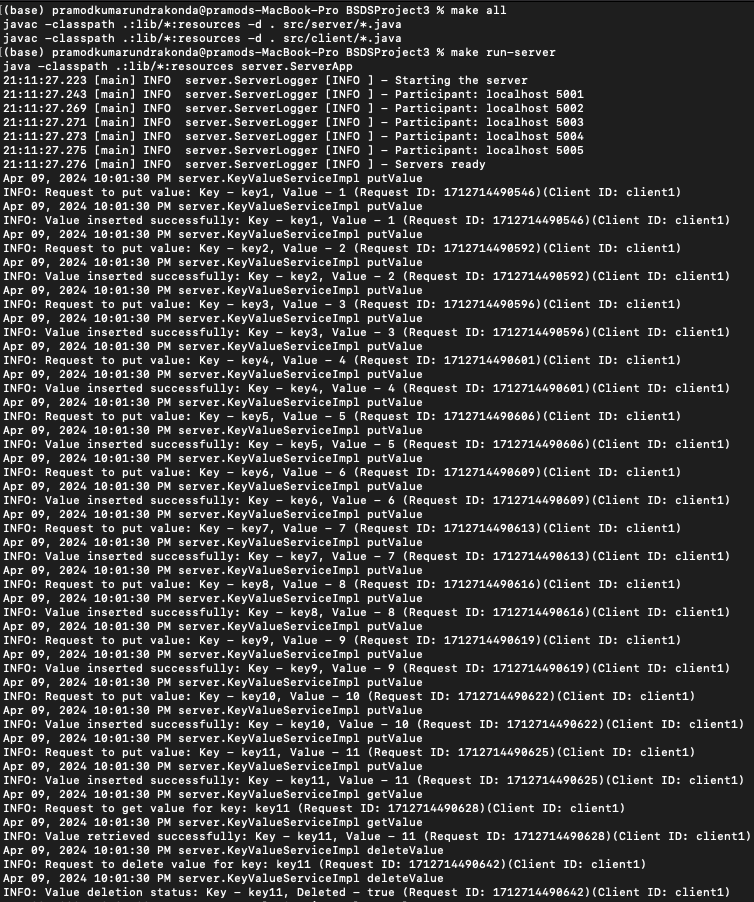 [(base) pramodkumarundrakonda@pramods-MacBook-Pro BSDSProject3 % make all
javac -classpath .:lib/*:resources -d . src/server/*.java
javac -classpath .:lib/*:resources -d . src/client/*.java
[(base) pramodkumarundrakonda@pramods-MacBook-Pro BSDSProject3 % make run-server
java -classpath .:lib/*:resources server.ServerApp
21:11:27.223 [main] INFO  server.ServerLogger [INFO ] - Starting the server
21:11:27.243 [main] INFO  server.ServerLogger [INFO ] - Participant: localhost 5001
21:11:27.269 [main] INFO  server.ServerLogger [INFO ] - Participant: localhost 5002
21:11:27.271 [main] INFO  server.ServerLogger [INFO ] - Participant: localhost 5003
21:11:27.273 [main] INFO  server.ServerLogger [INFO ] - Participant: localhost 5004
21:11:27.275 [main] INFO  server.ServerLogger [INFO ] - Participant: localhost 5005
21:11:27.276 [main] INFO  server.ServerLogger [INFO ] - Servers ready
Apr 09, 2024 10:01:30 PM server.KeyValueServiceImpl putValue
INFO: Request to put value: Key - key1, Value - 1 (Request ID: 1712714490546)(Client ID: client1)
Apr 09, 2024 10:01:30 PM server.KeyValueServiceImpl putValue
INFO: Value inserted successfully: Key - key1, Value - 1 (Request ID: 1712714490546)(Client ID: client1)
Apr 09, 2024 10:01:30 PM server.KeyValueServiceImpl putValue
INFO: Request to put value: Key - key2, Value - 2 (Request ID: 1712714490592)(Client ID: client1)
Apr 09, 2024 10:01:30 PM server.KeyValueServiceImpl putValue
INFO: Value inserted successfully: Key - key2, Value - 2 (Request ID: 1712714490592)(Client ID: client1)
Apr 09, 2024 10:01:30 PM server.KeyValueServiceImpl putValue
INFO: Request to put value: Key - key3, Value - 3 (Request ID: 1712714490596)(Client ID: client1)
Apr 09, 2024 10:01:30 PM server.KeyValueServiceImpl putValue
INFO: Value inserted successfully: Key - key3, Value - 3 (Request ID: 1712714490596)(Client ID: client1)
Apr 09, 2024 10:01:30 PM server.KeyValueServiceImpl putValue
INFO: Request to put value: Key - key4, Value - 4 (Request ID: 1712714490601)(Client ID: client1)
Apr 09, 2024 10:01:30 PM server.KeyValueServiceImpl putValue
INFO: Value inserted successfully: Key - key4, Value - 4 (Request ID: 1712714490601)(Client ID: client1)
Apr 09, 2024 10:01:30 PM server.KeyValueServiceImpl putValue
INFO: Request to put value: Key - key5, Value - 5 (Request ID: 1712714490606)(Client ID: client1)
Apr 09, 2024 10:01:30 PM server.KeyValueServiceImpl putValue
INFO: Value inserted successfully: Key - key5, Value - 5 (Request ID: 1712714490606)(Client ID: client1)
Apr 09, 2024 10:01:30 PM server.KeyValueServiceImpl putValue
INFO: Request to put value: Key - key6, Value - 6 (Request ID: 1712714490609)(Client ID: client1)
Apr 09, 2024 10:01:30 PM server.KeyValueServiceImpl putValue
INFO: Value inserted successfully: Key - key6, Value - 6 (Request ID: 1712714490609)(Client ID: client1)
Apr 09, 2024 10:01:30 PM server.KeyValueServiceImpl putValue
INFO: Request to put value: Key - key7, Value - 7 (Request ID: 1712714490613)(Client ID: client1)
Apr 09, 2024 10:01:30 PM server.KeyValueServiceImpl putValue
INFO: Value inserted successfully: Key - key7, Value - 7 (Request ID: 1712714490613)(Client ID: client1)
Apr 09, 2024 10:01:30 PM server.KeyValueServiceImpl putValue
INFO: Request to put value: Key - key8, Value - 8 (Request ID: 1712714490616)(Client ID: client1)
Apr 09, 2024 10:01:30 PM server.KeyValueServiceImpl putValue
INFO: Value inserted successfully: Key - key8, Value - 8 (Request ID: 1712714490616)(Client ID: client1)
Apr 09, 2024 10:01:30 PM server.KeyValueServiceImpl putValue
INFO: Request to put value: Key - key9, Value - 9 (Request ID: 1712714490619)(Client ID: client1)
Apr 09, 2024 10:01:30 PM server.KeyValueServiceImpl putValue
INFO: Value inserted successfully: Key - key9, Value - 9 (Request ID: 1712714490619)(Client ID: client1)
Apr 09, 2024 10:01:30 PM server.KeyValueServiceImpl putValue
INFO: Request to put value: Key - key10, Value - 10 (Request ID: 1712714490622)(Client ID: client1)
Apr 09, 2024 10:01:30 PM server.KeyValueServiceImpl putValue
INFO: Value inserted successfully: Key - key10, Value - 10 (Request ID: 1712714490622)(Client ID: client1)
Apr 09, 2024 10:01:30 PM server.KeyValueServiceImpl putValue
INFO: Request to put value: Key - key11, Value - 11 (Request ID: 1712714490625)(Client ID: client1)
Apr 09, 2024 10:01:30 PM server.KeyValueServiceImpl putValue
INFO: Value inserted successfully: Key - key11, Value - 11 (Request ID: 1712714490625)(Client ID: client1)
Apr 09, 2024 10:01:30 PM server.KeyValueServiceImpl getValue
INFO: Request to get value for key: key11 (Request ID: 1712714490628)(Client ID: client1)
Apr 09, 2024 10:01:30 PM server.KeyValueServiceImpl getValue
INFO: Value retrieved successfully: Key - key11, Value - 11 (Request ID: 1712714490628)(Client ID: client1)
Apr 09, 2024 10:01:30 PM server.KeyValueServiceImpl deleteValue
INFO: Request to delete value for key: key11 (Request ID: 1712714490642)(Client ID: client1)
Apr 09, 2024 10:01:30 PM server.KeyValueServiceImpl deleteValue
INFO: Value deletion status: Key - key11, Deleted - true (Request ID: 1712714490642)(Client ID: client1)